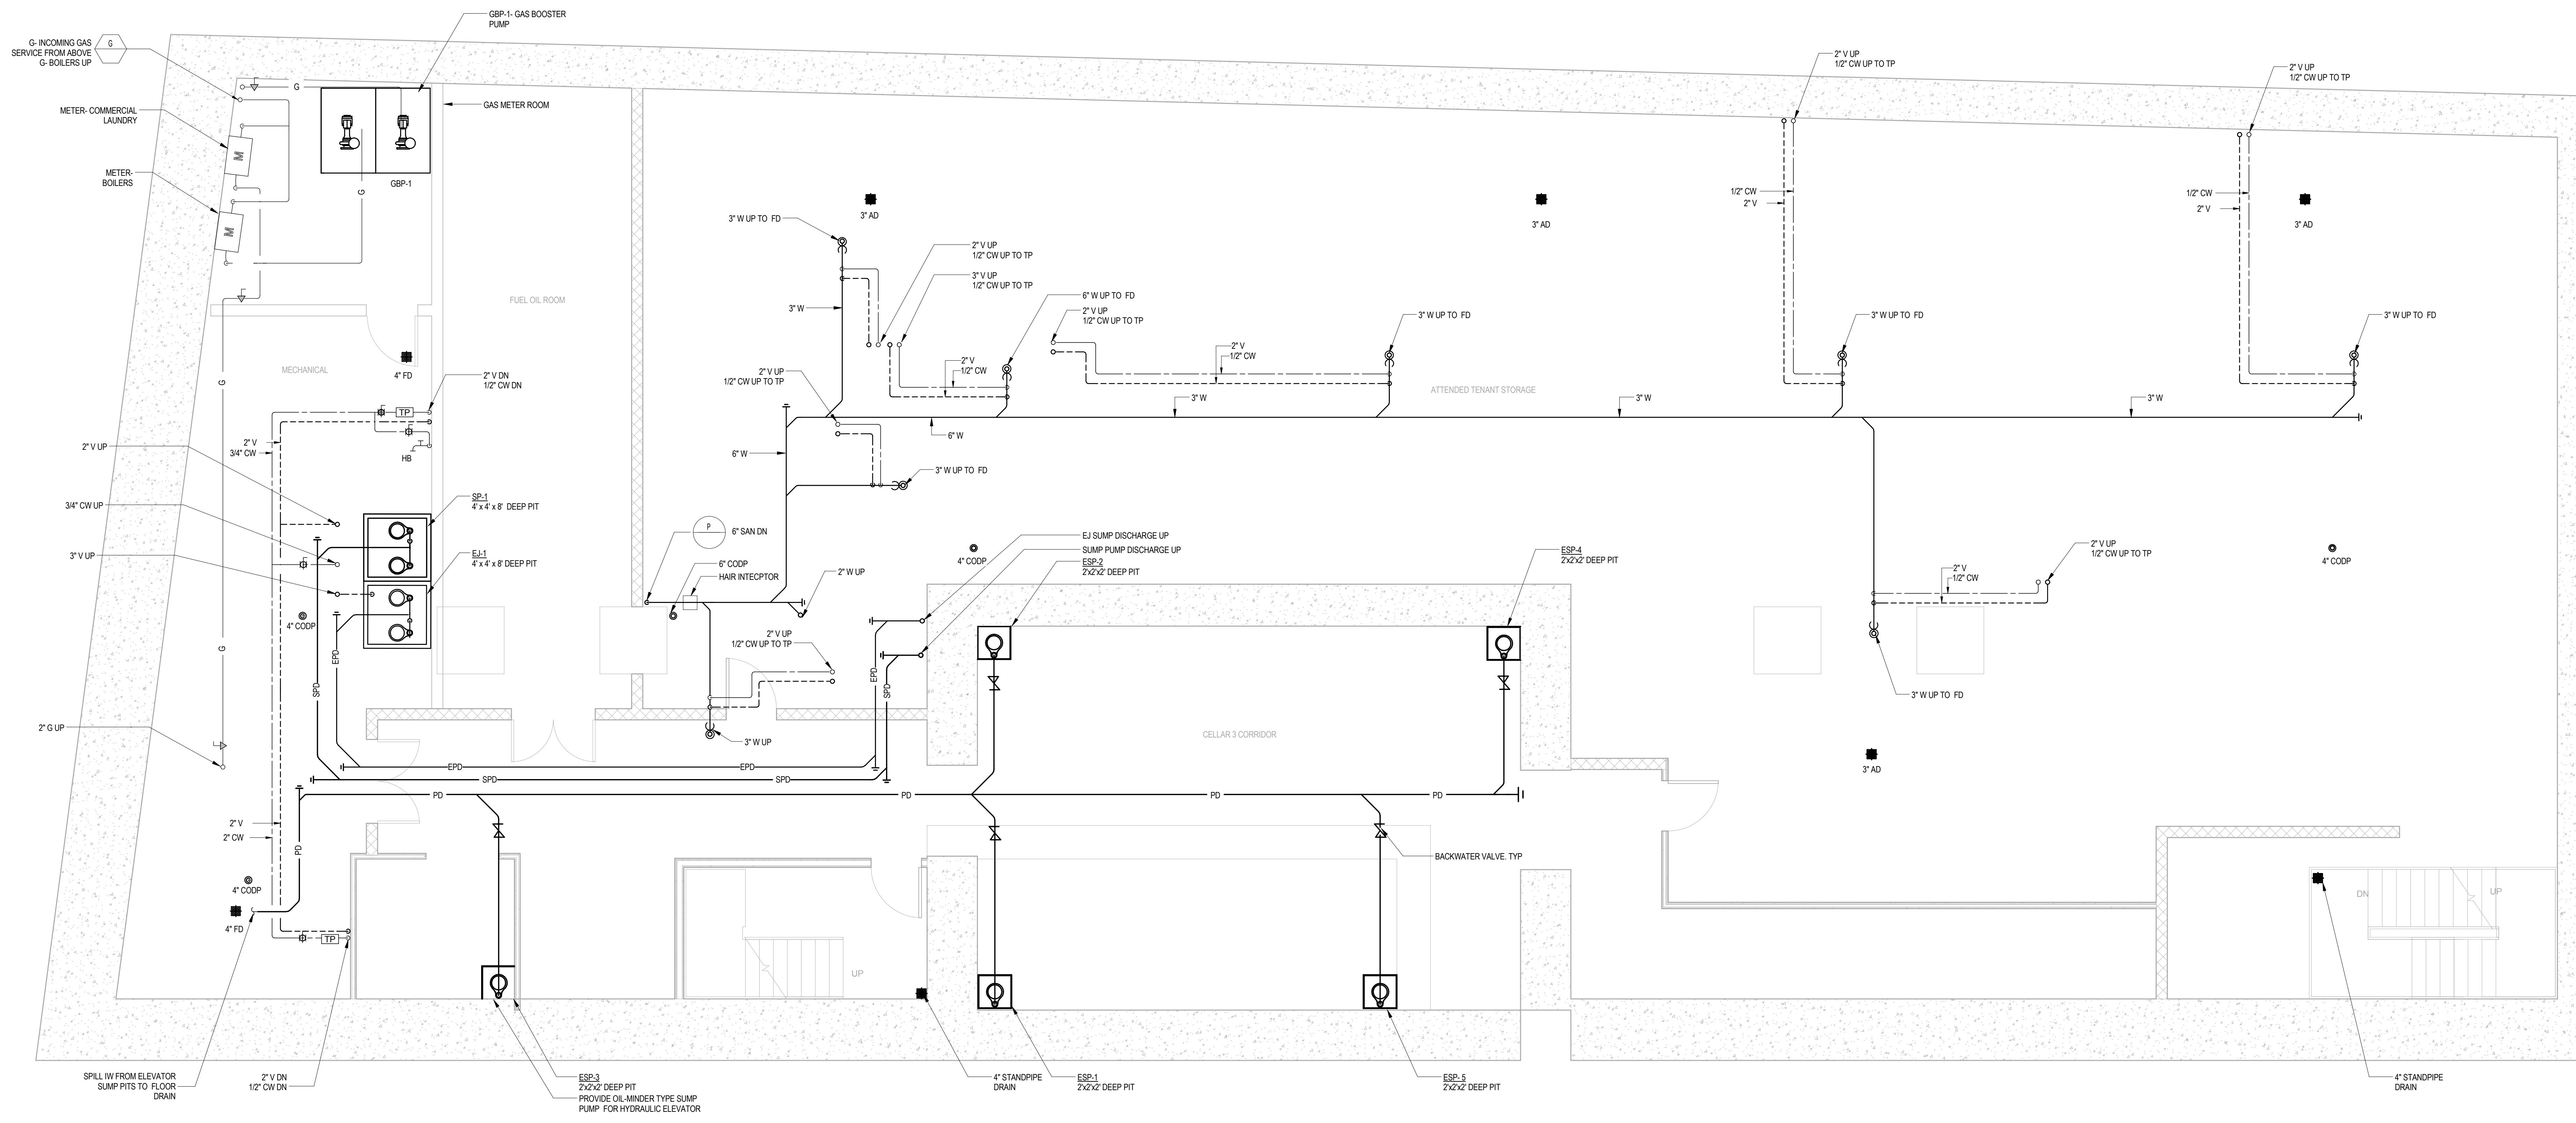 GBP-1- GAS BOOSTER
PUMP
G- INCOMING GAS
SERVICE FROM ABOVE
G- BOILERS UP
G
2" V UP
1/2" CW UP TO TP
2" V UP
1/2" CW UP TO TP
G
METER- COMMERCIAL
LAUNDRY
GAS METER ROOM
M
METER-
BOILERS
GBP-1
G
M
1/2" CW
2" V
1/2" CW
2" V
3" W UP TO FD
3" AD
3" AD
3" AD
2" V UP
1/2" CW UP TO TP
3" V UP
1/2" CW UP TO TP
FUEL OIL ROOM
3" W
6" W UP TO FD
2" V UP
1/2" CW UP TO TP
3" W UP TO FD
3" W UP TO FD
3" W UP TO FD
MECHANICAL
4" FD
2" V
1/2" CW
2" V
1/2" CW
2" V DN
1/2" CW DN
2" V UP
1/2" CW UP TO TP
ATTENDED TENANT STORAGE
G
TP
3" W
3" W
3" W
6" W
2" V
3/4" CW
HB
2" V UP
6" W
3" W UP TO FD
SP-1
4' x 4' x 8' DEEP PIT
3/4" CW UP
P
6" SAN DN
EJ SUMP DISCHARGE UP
SUMP PUMP DISCHARGE UP
ESP-2
2'x2'x2' DEEP PIT
4" CODP
ESP-4
2'x2'x2' DEEP PIT
2" V UP
1/2" CW UP TO TP
4" CODP
3" V UP
EJ-1
4' x 4' x 8' DEEP PIT
6" CODP
HAIR INTECPTOR
2" W UP
2" V
1/2" CW
4" CODP
G
EPD
SPD
2" V UP
1/2" CW UP TO TP
EPD
SPD
3" W UP TO FD
2" G UP
3" W UP
CELLAR 3 CORRIDOR
EPD
EPD
SPD
SPD
3" AD
PD
PD
PD
PD
2" V
2" CW
PD
BACKWATER VALVE. TYP
4" CODP
4" FD
TP
UP
DN
UP
SPILL IW FROM ELEVATOR
SUMP PITS TO FLOOR
DRAIN
2" V DN
1/2" CW DN
ESP-3
2'x2'x2' DEEP PIT
PROVIDE OIL-MINDER TYPE SUMP
PUMP FOR HYDRAULIC ELEVATOR
4" STANDPIPE
DRAIN
ESP-1
2'x2'x2' DEEP PIT
ESP- 5
2'x2'x2' DEEP PIT
4" STANDPIPE
DRAIN